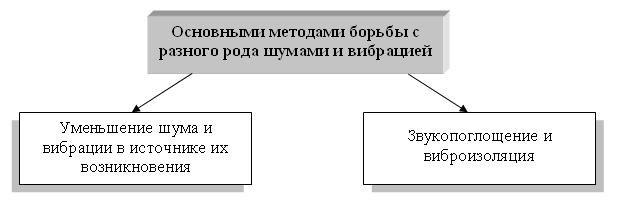 Основными методами борьбы с
разного рода шумами и вибрацией
Уменьшение шума и
вибрации в источнике их
возникновения
Звукопоглощение и
виброизоляция